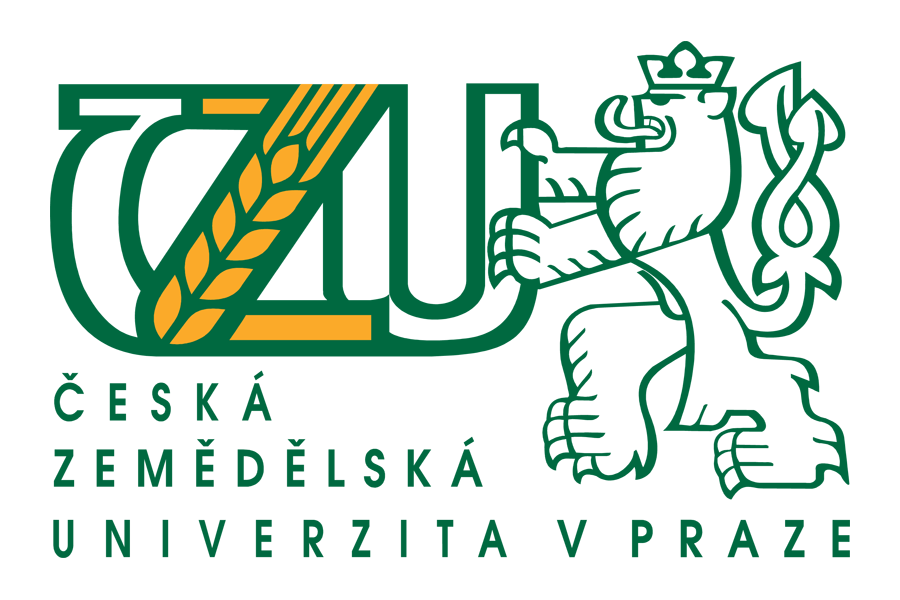 ČZU
ČESKÁ
ZEMĚDĚLSKÁ
UNIVERZITA V PRAZE